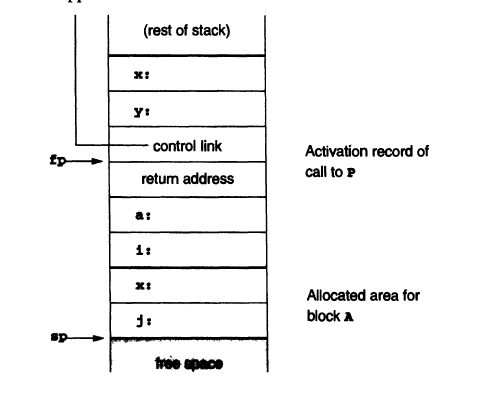 (rest of stack)
x:
y:
control link
fp
Activation record of
call to P
return address
a:
i:
x:
Allocated area for
block A
j:
sp
free space